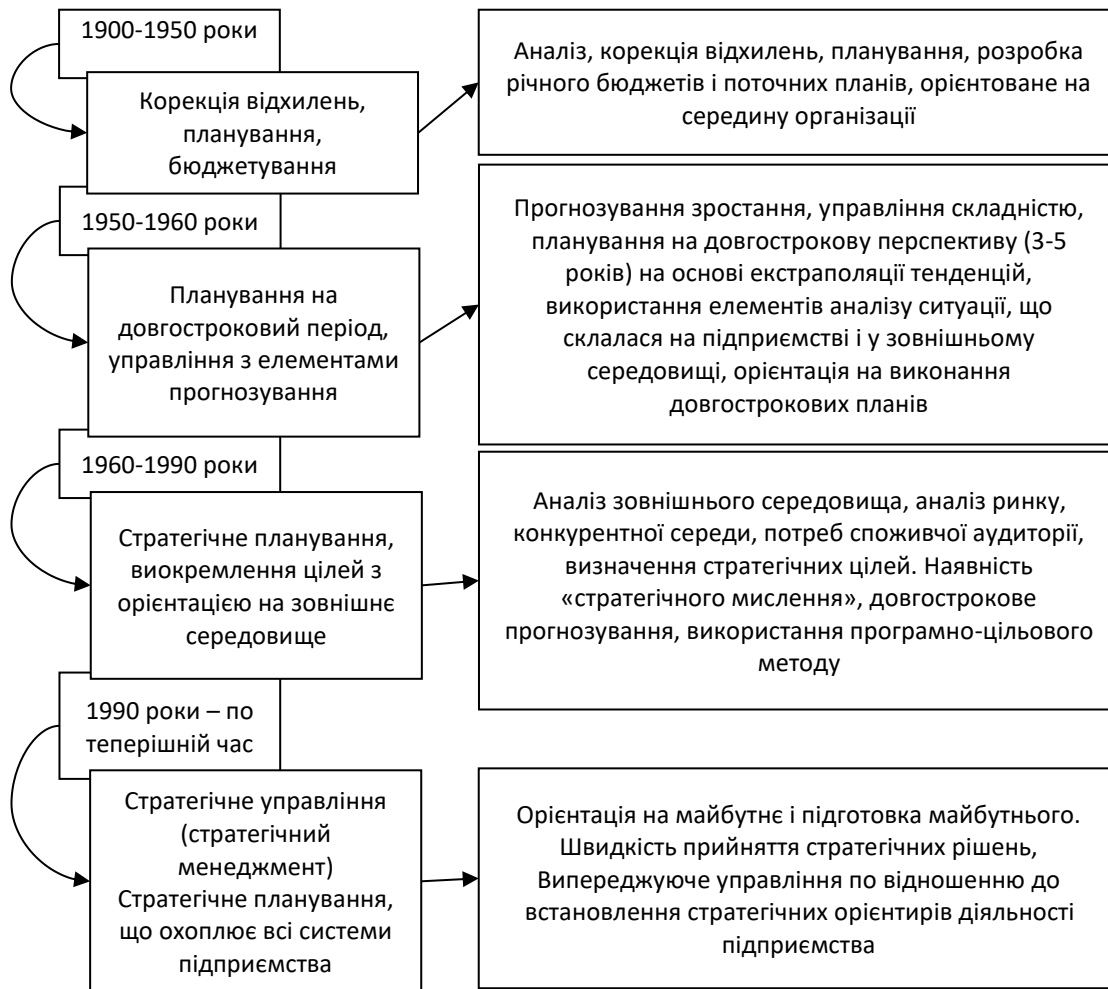 1900-1950 роки
Корекція відхилень,
планування,
бюджетування
Аналіз, корекція відхилень, планування, розробка
річного бюджетів і поточних планів, орієнтоване на
середину організації
1950-1960 роки
Планування на
довгостроковий період,
управління з елементами
прогнозування
Прогнозування зростання, управління складністю,
планування на довгострокову перспективу (3-5
років) на основі екстраполяції тенденцій,
використання елементів аналізу ситуації, що
склалася на підприємстві і у зовнішньому
середовищі, орієнтація на виконання
довгострокових планів
1960-1990 роки
Стратегічне планування,
виокремлення цілей з
орієнтацією на зовнішнє
середовище
Аналіз зовнішнього середовища, аналіз ринку,
конкурентної середи, потреб споживчої аудиторії,
визначення стратегічних цілей. Наявність
«стратегічного мислення», довгострокове
прогнозування, використання програмно-цільового
методу
1990 роки – по
теперішній час
Стратегічне управління
(стратегічний
менеджмент)
Стратегічне планування,
що охоплює всі системи
підприємства
Орієнтація на майбутнє і підготовка майбутнього.
Швидкість прийняття стратегічних рішень,
Випереджуюче управління по відношенню до
встановлення стратегічних орієнтирів діяльності
підприємства